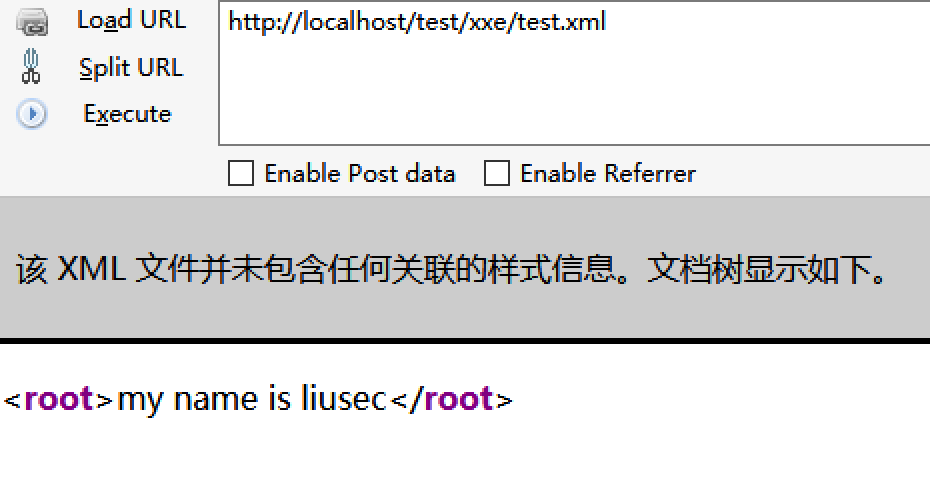 Load URL
http://localhost/test/xxe/test.xml
Split URL
Execute
Enable Post data
Enable Referrer
该 XML 文件并未包含任何关联的样式信息。文档树显示如下。
<root>my name is liusec</root>